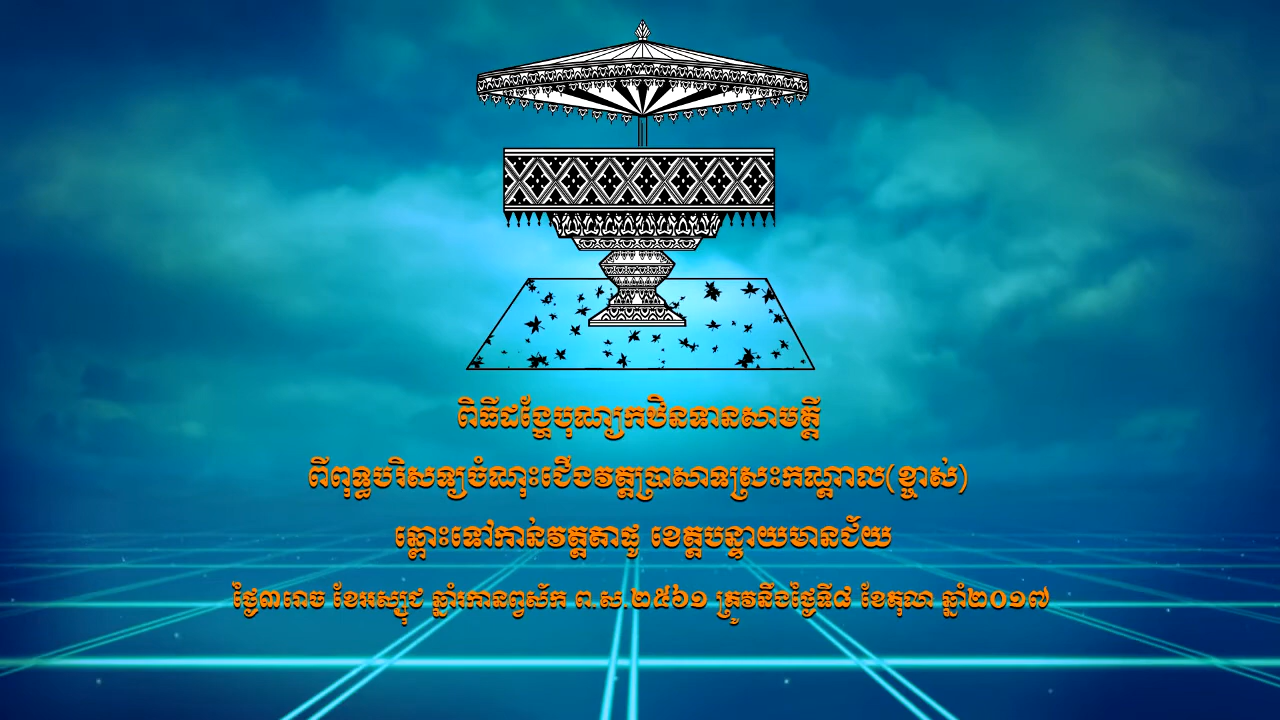 ពិធីដង្ហែបុណ្យកឋិនទានសាមគ្គី
ពីពុទ្ធបរិសទ្យចំណុះជើងវត្តប្រាសាទស្រះកណ្ដាល(ខ្ចាស់)
ឆ្ពោះទៅកាន់វត្តតាផូ ខេត្តបន្ទាយមានជ័យ
ថ្ងៃ៣រោច ខែអស្សុជ ឆ្នាំរកានព្វស័ក ព.ស.២៥៦១ ត្រូវនឹងថ្ងៃទី៨ ខែតុលា ឆ្នាំ២០១៧